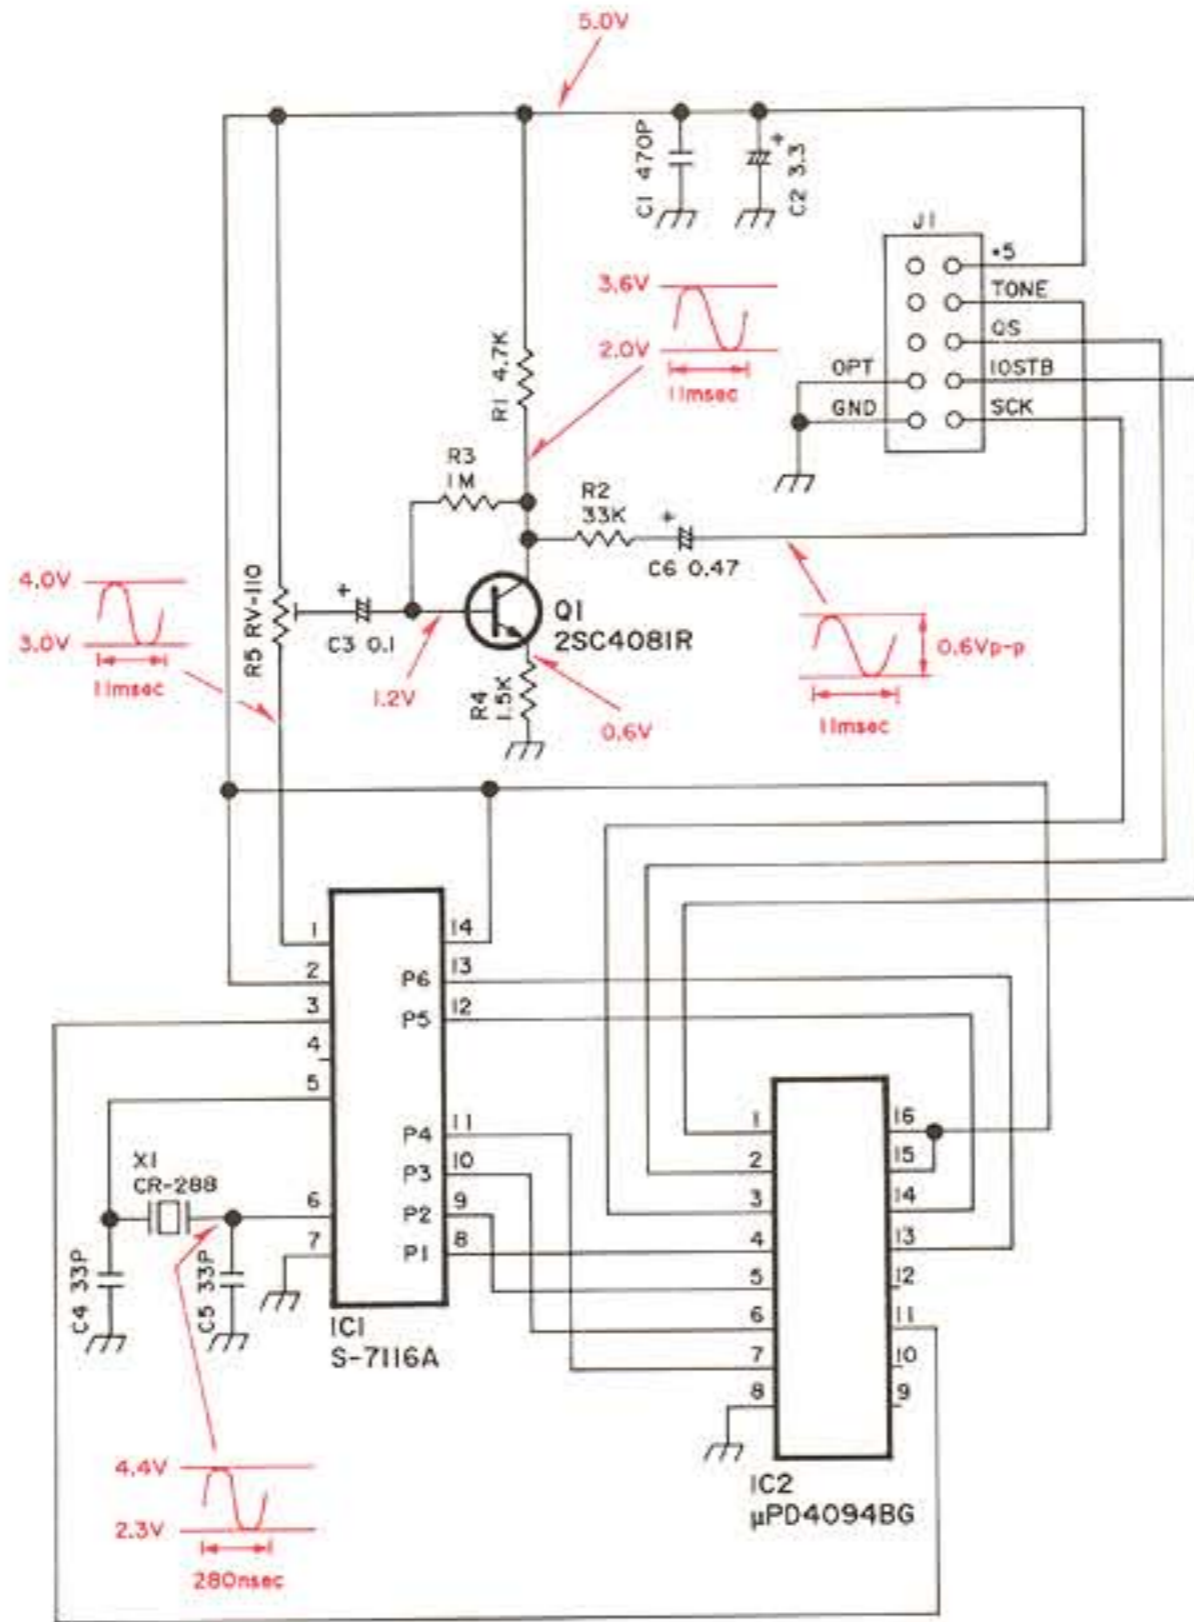 5.0V
C1 470P
+
C2 3.3
J1
+5
TONE
QS
IOSTB
SCK
OPT
GND
3.6V
2.0V
11msec
R1 4.7K
R3
1M
R2
33K
+
C6 0.47
4.0V
3.0V
11msec
R5 RV-110
+
C3 0.1
Q1
2SC4081R
1.2V
R4
1.5K
0.6V
0.6Vp-p
11msec
1
2
3
4
5
6
7
14
P6 13
P5 12
P4 11
P3 10
P2 9
P1 8
IC1
S-7116A
X1
CR-288
C4 33P
C5 33P
4.4V
2.3V
280nsec
1
2
3
4
5
6
7
8
16
15
14
13
12
11
10
9
IC2
μPD4094BG